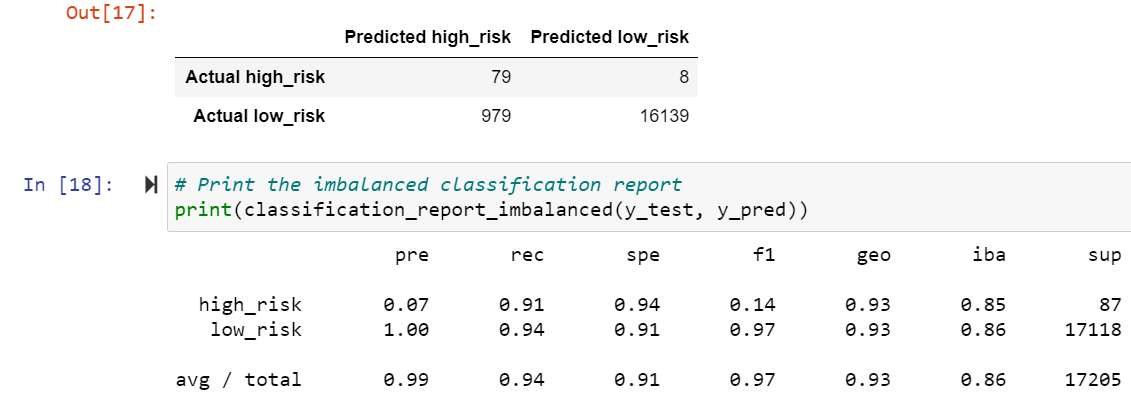 Out[17]:
Predicted high_risk Predicted low_risk
Actual high_risk 79 8
Actual low_risk 979 16139
In [18]: # Print the imbalanced classification report
print(classification_report_imbalanced(y_test, y_pred))
pre rec spe f1 geo iba sup
high_risk 0.07 0.91 0.94 0.14 0.93 0.85 87
low_risk 1.00 0.94 0.91 0.97 0.93 0.86 17118
avg / total 0.99 0.94 0.91 0.97 0.93 0.86 17205